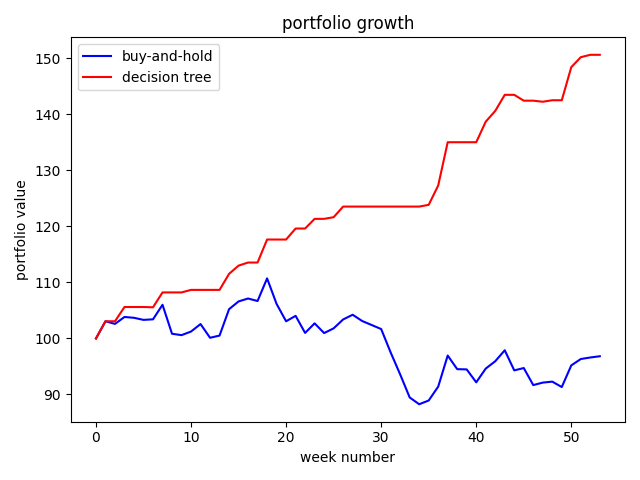 portfolio growth
buy-and-hold
decision tree
portfolio value
150
140
130
120
110
100
90
0 10 20 30 40 50
week number